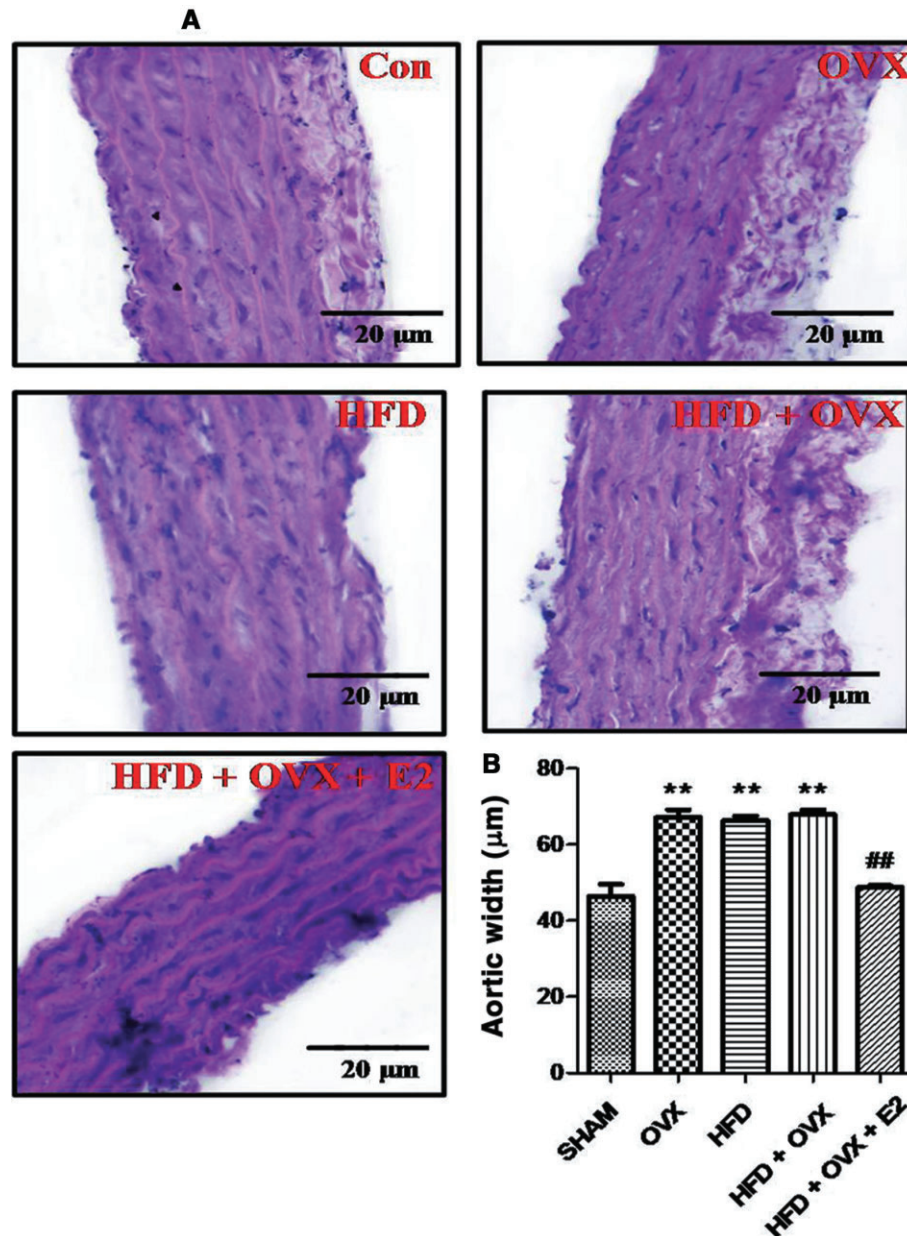 A
Con
20 µm
OVX
20 µm
HFD
20 µm
HFD + OVX
20 µm
HFD + OVX + E2
20 µm
B
Aortic width (µm)
80
60
40
20
0
**
**
**
##
SHAM
OVX
HFD
HFD + OVX
HFD + OVX + E2